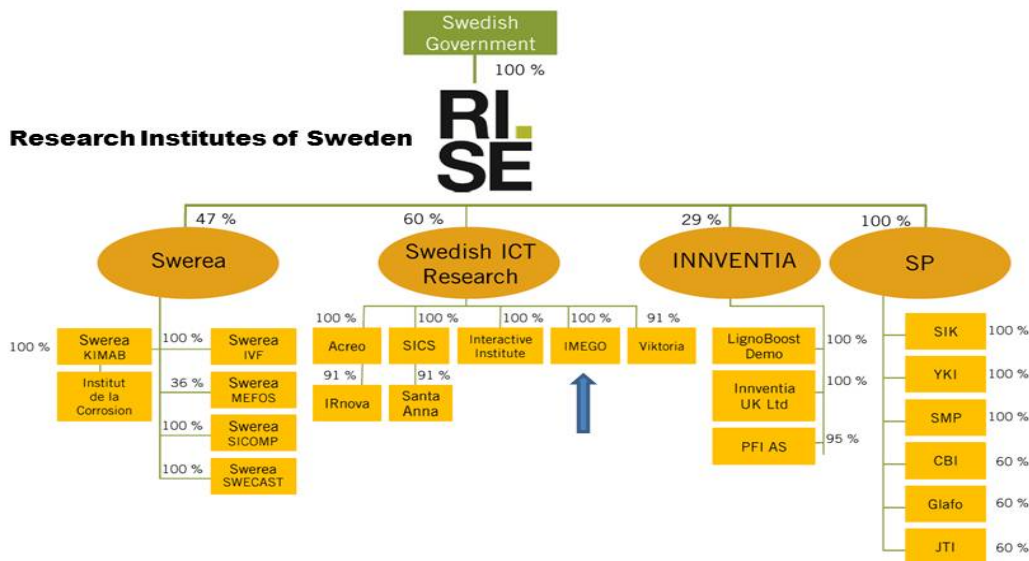 Swedish
Government
100 %
Research Institutes of Sweden
RI.
SE
47 %
60 %
29 %
100 %
Swerea
Swedish ICT
Research
INNVENTIA
SP
100 %
Swerea
KIMAB
Institut
de la
Corrosion
100 %
Swerea
IVF
36 %
Swerea
MEFOS
100 %
Swerea
SICOMP
100 %
Swerea
SWECAST
100 %
Acreo
91 %
IRnova
100 %
SICS
91 %
Santa
Anna
100 %
Interactive
Institute
100 %
IMEGO
91 %
Viktoria
LignoBoost
Demo
100 %
Innventia
UK Ltd
100 %
PFI AS
95 %
SIK
100 %
YKI
100 %
SMP
100 %
CBI
60 %
Glafo
60 %
JTI
60 %